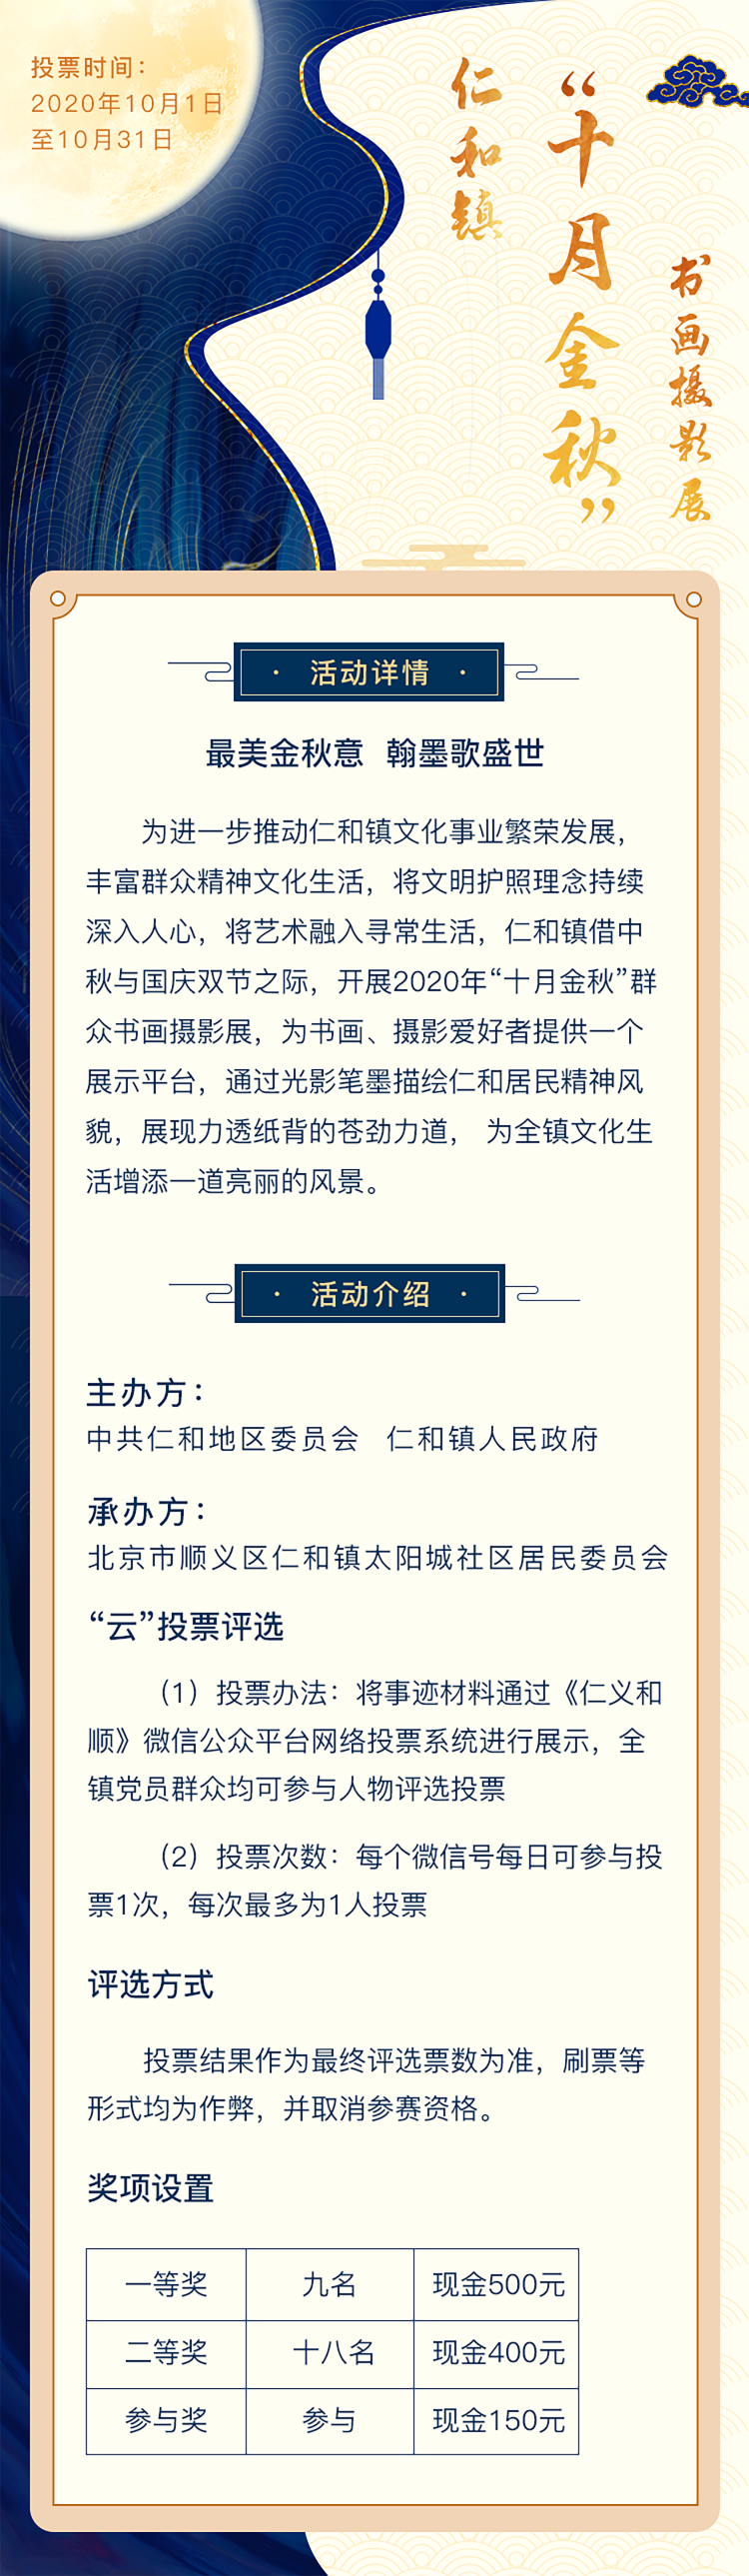 投票时间：
2020年10月1日
至10月31日
仁和镇
“十月金秋”
书画摄影展
· 活动详情 ·
最美金秋意 翰墨歌盛世
为进一步推动仁和镇文化事业繁荣发展，
丰富群众精神文化生活，将文明护照理念持续
深入人心，将艺术融入寻常生活，仁和镇借中
秋与国庆双节之际，开展2020年“十月金秋”群
众书画摄影展，为书画、摄影爱好者提供一个
展示平台，通过光影笔墨描绘仁和居民精神风
貌，展现力透纸背的苍劲力道， 为全镇文化生
活增添一道亮丽的风景。
· 活动介绍 ·
主办方：
中共仁和地区委员会 仁和镇人民政府
承办方：
北京市顺义区仁和镇太阳城社区居民委员会
“云”投票评选
（1）投票办法：将事迹材料通过《仁义和
顺》微信公众平台网络投票系统进行展示，全
镇党员群众均可参与人物评选投票
（2）投票次数：每个微信号每日可参与投
票1次，每次最多为1人投票
评选方式
投票结果作为最终评选票数为准，刷票等
形式均为作弊，并取消参赛资格。
奖项设置
一等奖 九名 现金500元
二等奖 十八名 现金400元
参与奖 参与 现金150元